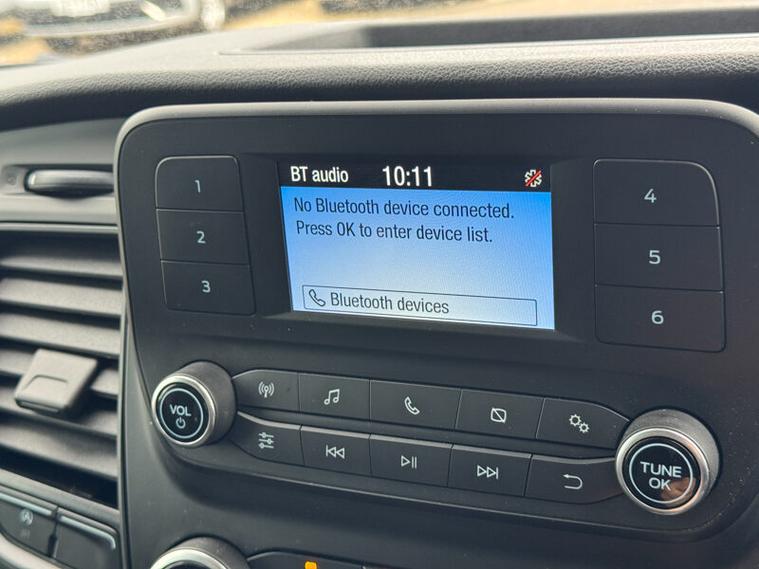 BT audio 10:11
No Bluetooth device connected.
Press OK to enter device list.
Bluetooth devices
1
2
3
4
5
6
VOL
TUNE
OK